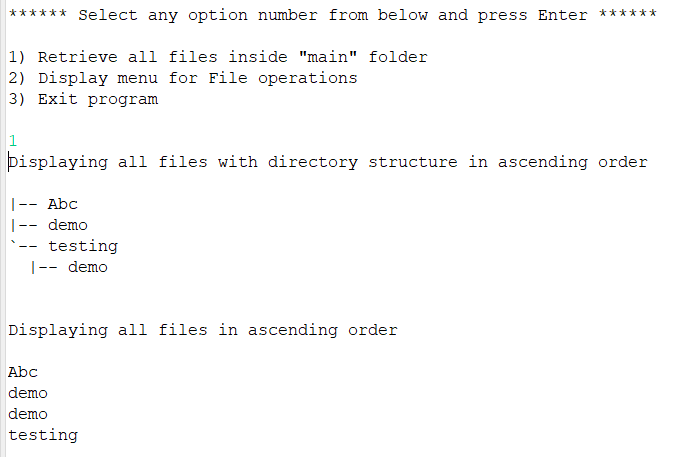 ****** Select any option number from below and press Enter ******
1) Retrieve all files inside "main" folder
2) Display menu for File operations
3) Exit program
1
Displaying all files with directory structure in ascending order
|-- Abc
|-- demo
`-- testing
  |-- demo
Displaying all files in ascending order
Abc
demo
demo
testing